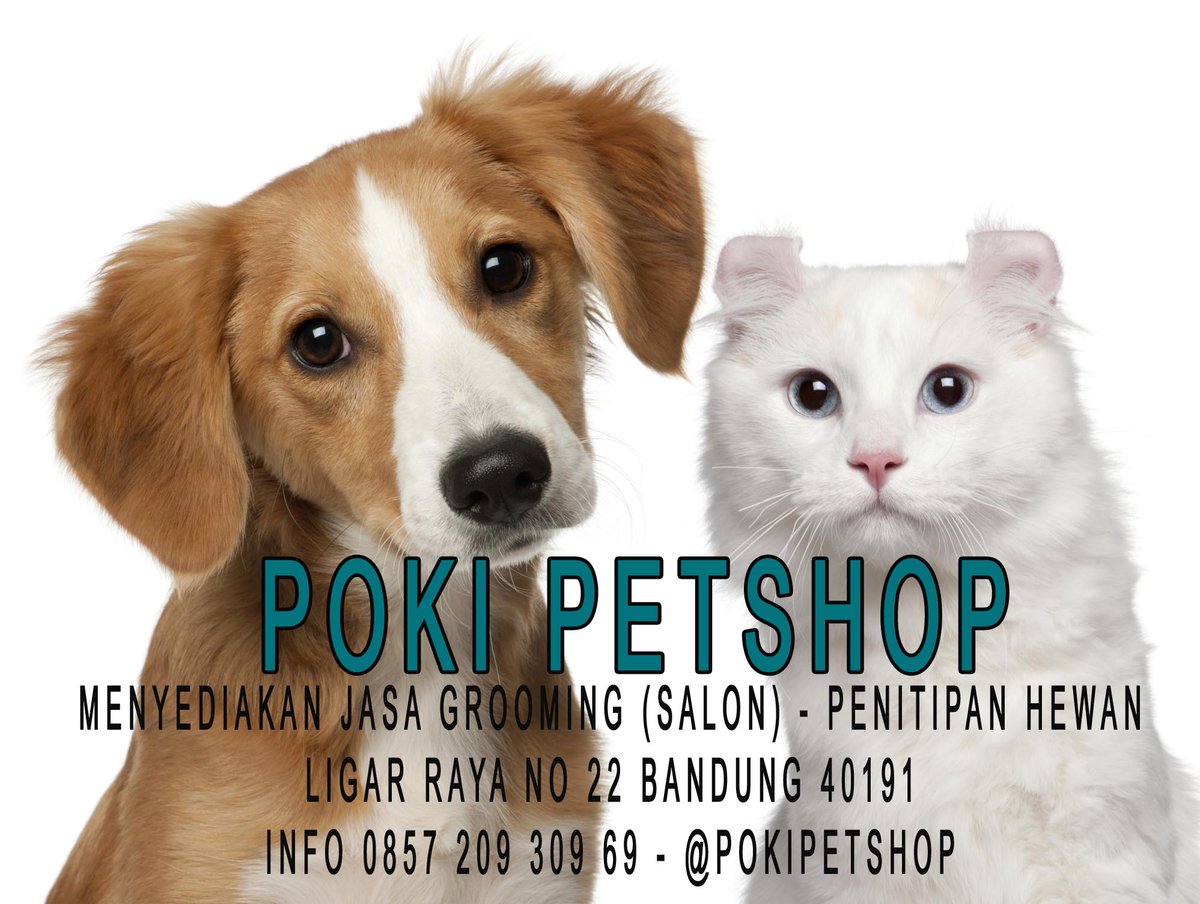 POKI PETSHOP
MENYEDIAKAN JASA GROOMING (SALON) - PENITIPAN HEWAN
LIGAR RAYA NO 22 BANDUNG 40191
INFO 0857 209 309 69 - @POKIPETSHOP